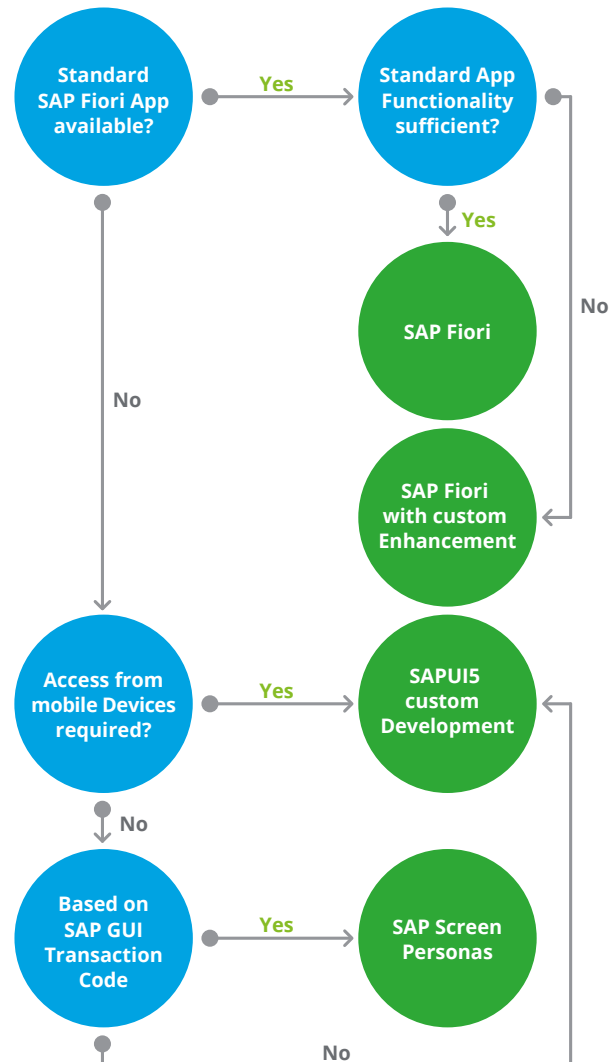 Standard
SAP Fiori App
available?
Yes
Standard App
Functionality
sufficient?
Yes
No
SAP Fiori
No
SAP Fiori
with custom
Enhancement
Access from
mobile Devices
required?
Yes
SAPUI5
custom
Development
No
Based on
SAP GUI
Transaction
Code
Yes
SAP Screen
Personas
No